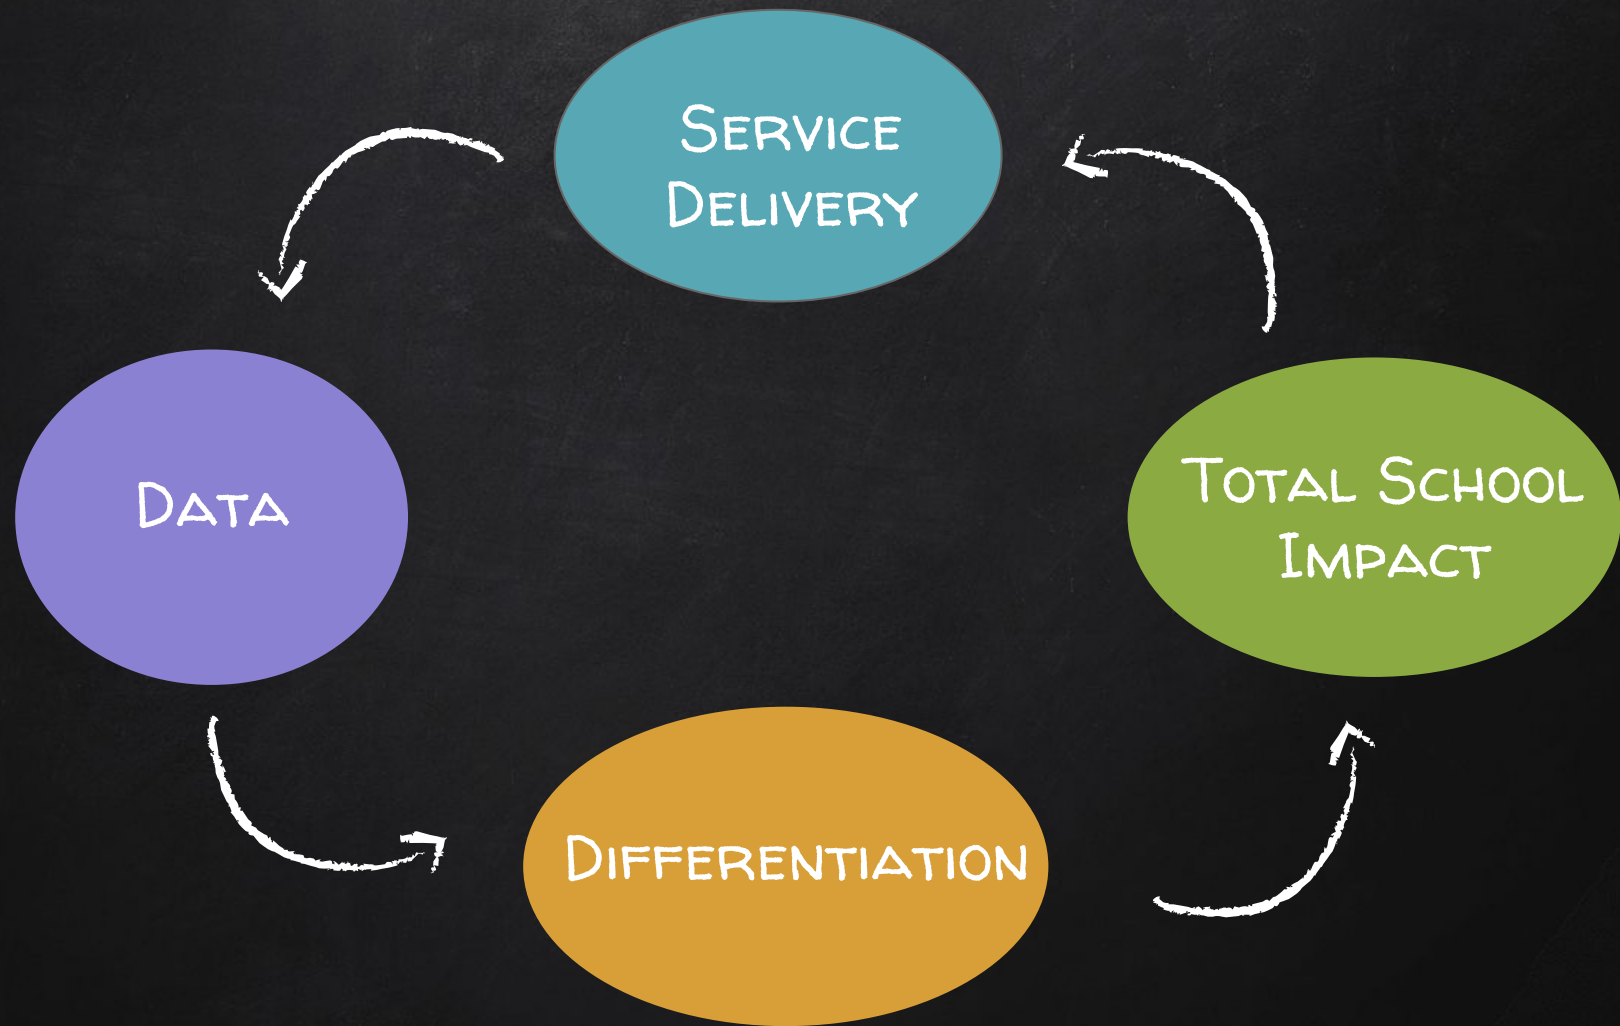 Service
Delivery
Data
Total School
Impact
Differentiation